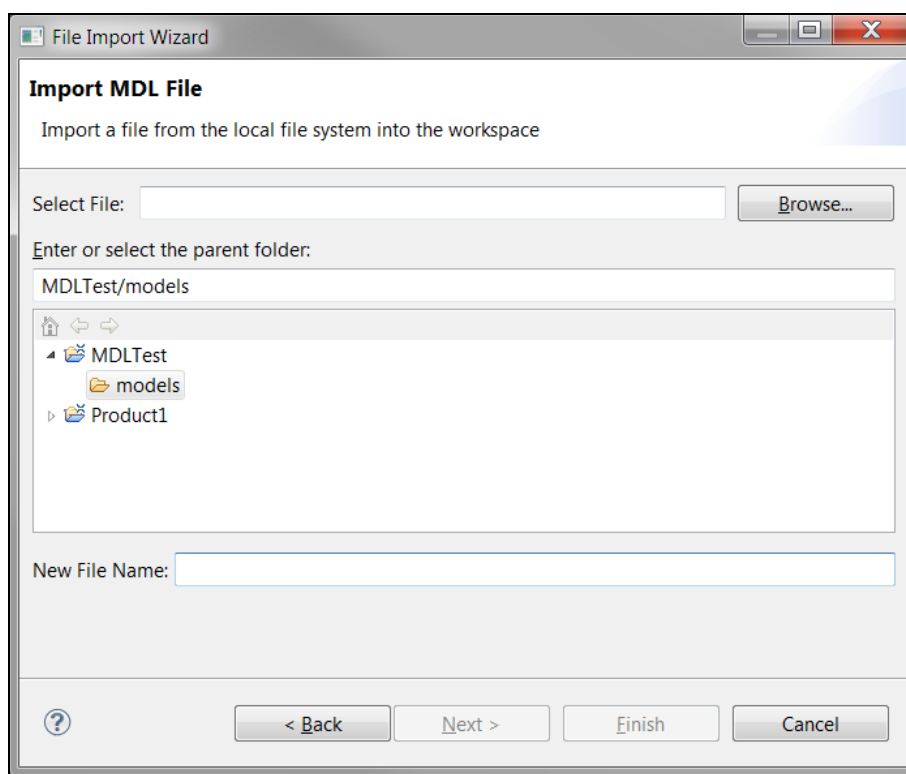 File Import Wizard
Import MDL File
Import a file from the local file system into the workspace
Select File:
Browse...
Enter or select the parent folder:
MDLTest/models
MDLTest
models
Product1
New File Name:
? < Back Next > Finish Cancel